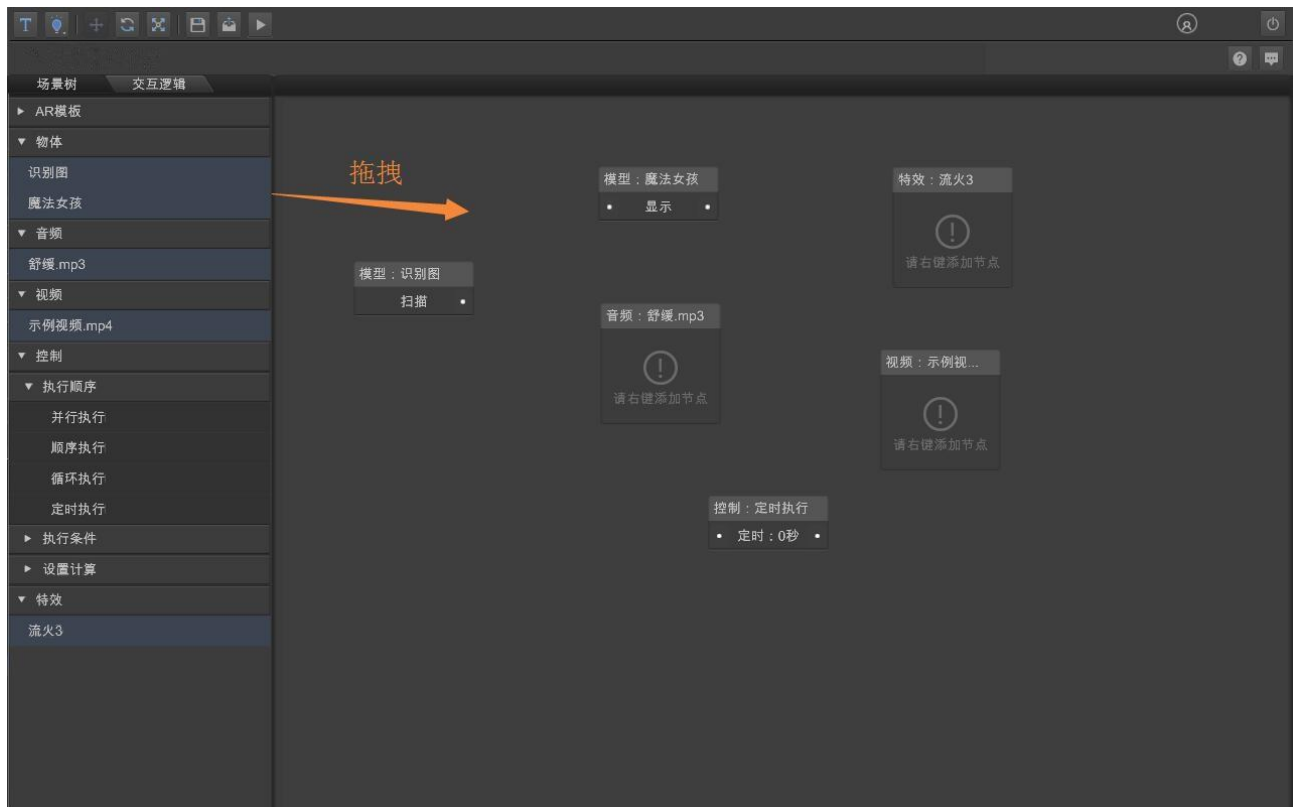 T
场景树 交互逻辑
AR模板
物体
识别图
魔法女孩
音频
舒缓.mp3
视频
示例视频.mp4
控制
执行顺序
并行执行
顺序执行
循环执行
定时执行
执行条件
设置计算
特效
流火3
拖拽
模型：识别图
扫描
模型：魔法女孩
显示
音频：舒缓.mp3
请右键添加节点
特效：流火3
请右键添加节点
视频：示例视...
请右键添加节点
控制：定时执行
定时：0秒